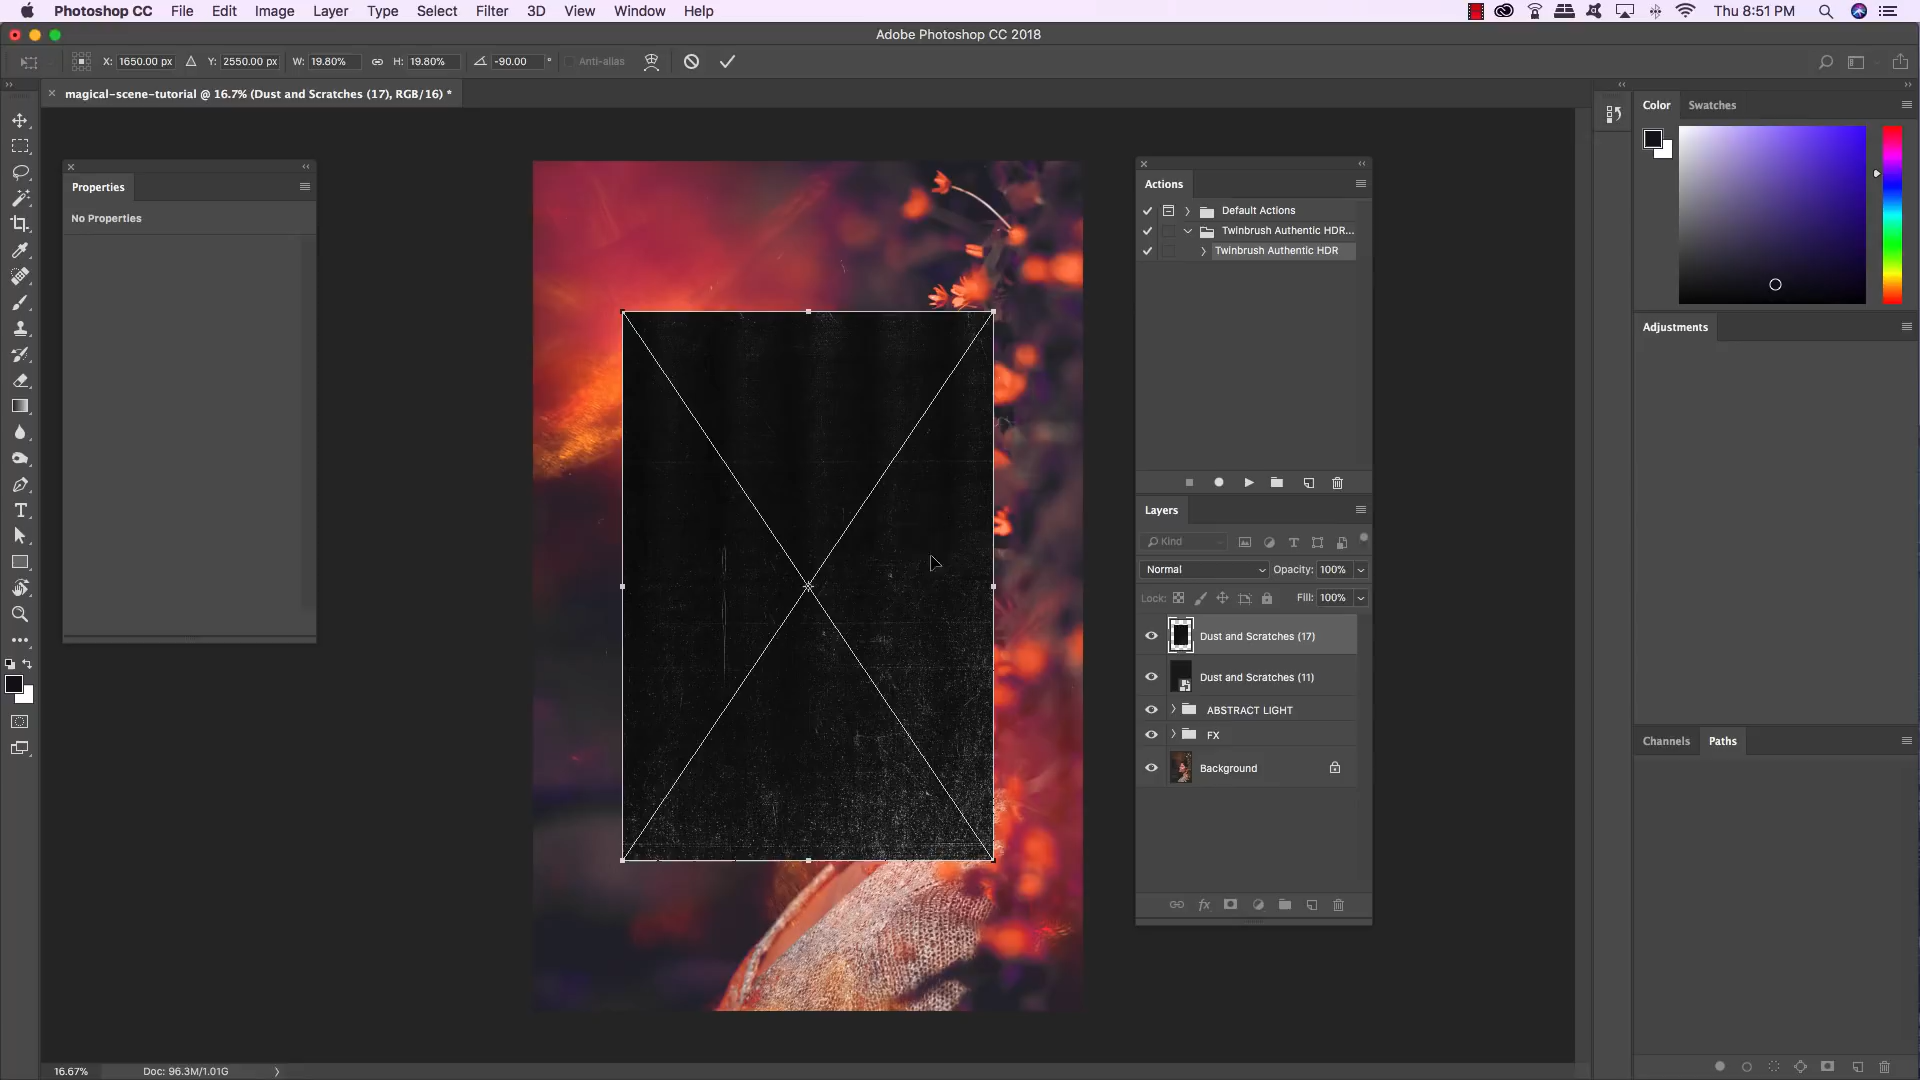 Photoshop CC File Edit Image Layer Type Select Filter 3D View Window Help Thu 8:51 PM
Adobe Photoshop CC 2018
X: 1650.00 px Y: 2550.00 px W: 19.80% H: 19.80% -90.00 ° Anti-alias
magical-scene-tutorial @ 16.7% (Dust and Scratches (17), RGB/16) *
Color Swatches
Properties
No Properties
Actions
Default Actions
Twinbrush Authentic HDR...
Twinbrush Authentic HDR
Adjustments
Layers
Kind
Normal Opacity: 100%
Lock: Fill: 100%
Dust and Scratches (17)
Dust and Scratches (11)
ABSTRACT LIGHT
FX
Background
Channels Paths
16.67% Doc: 96.3M/1.01G